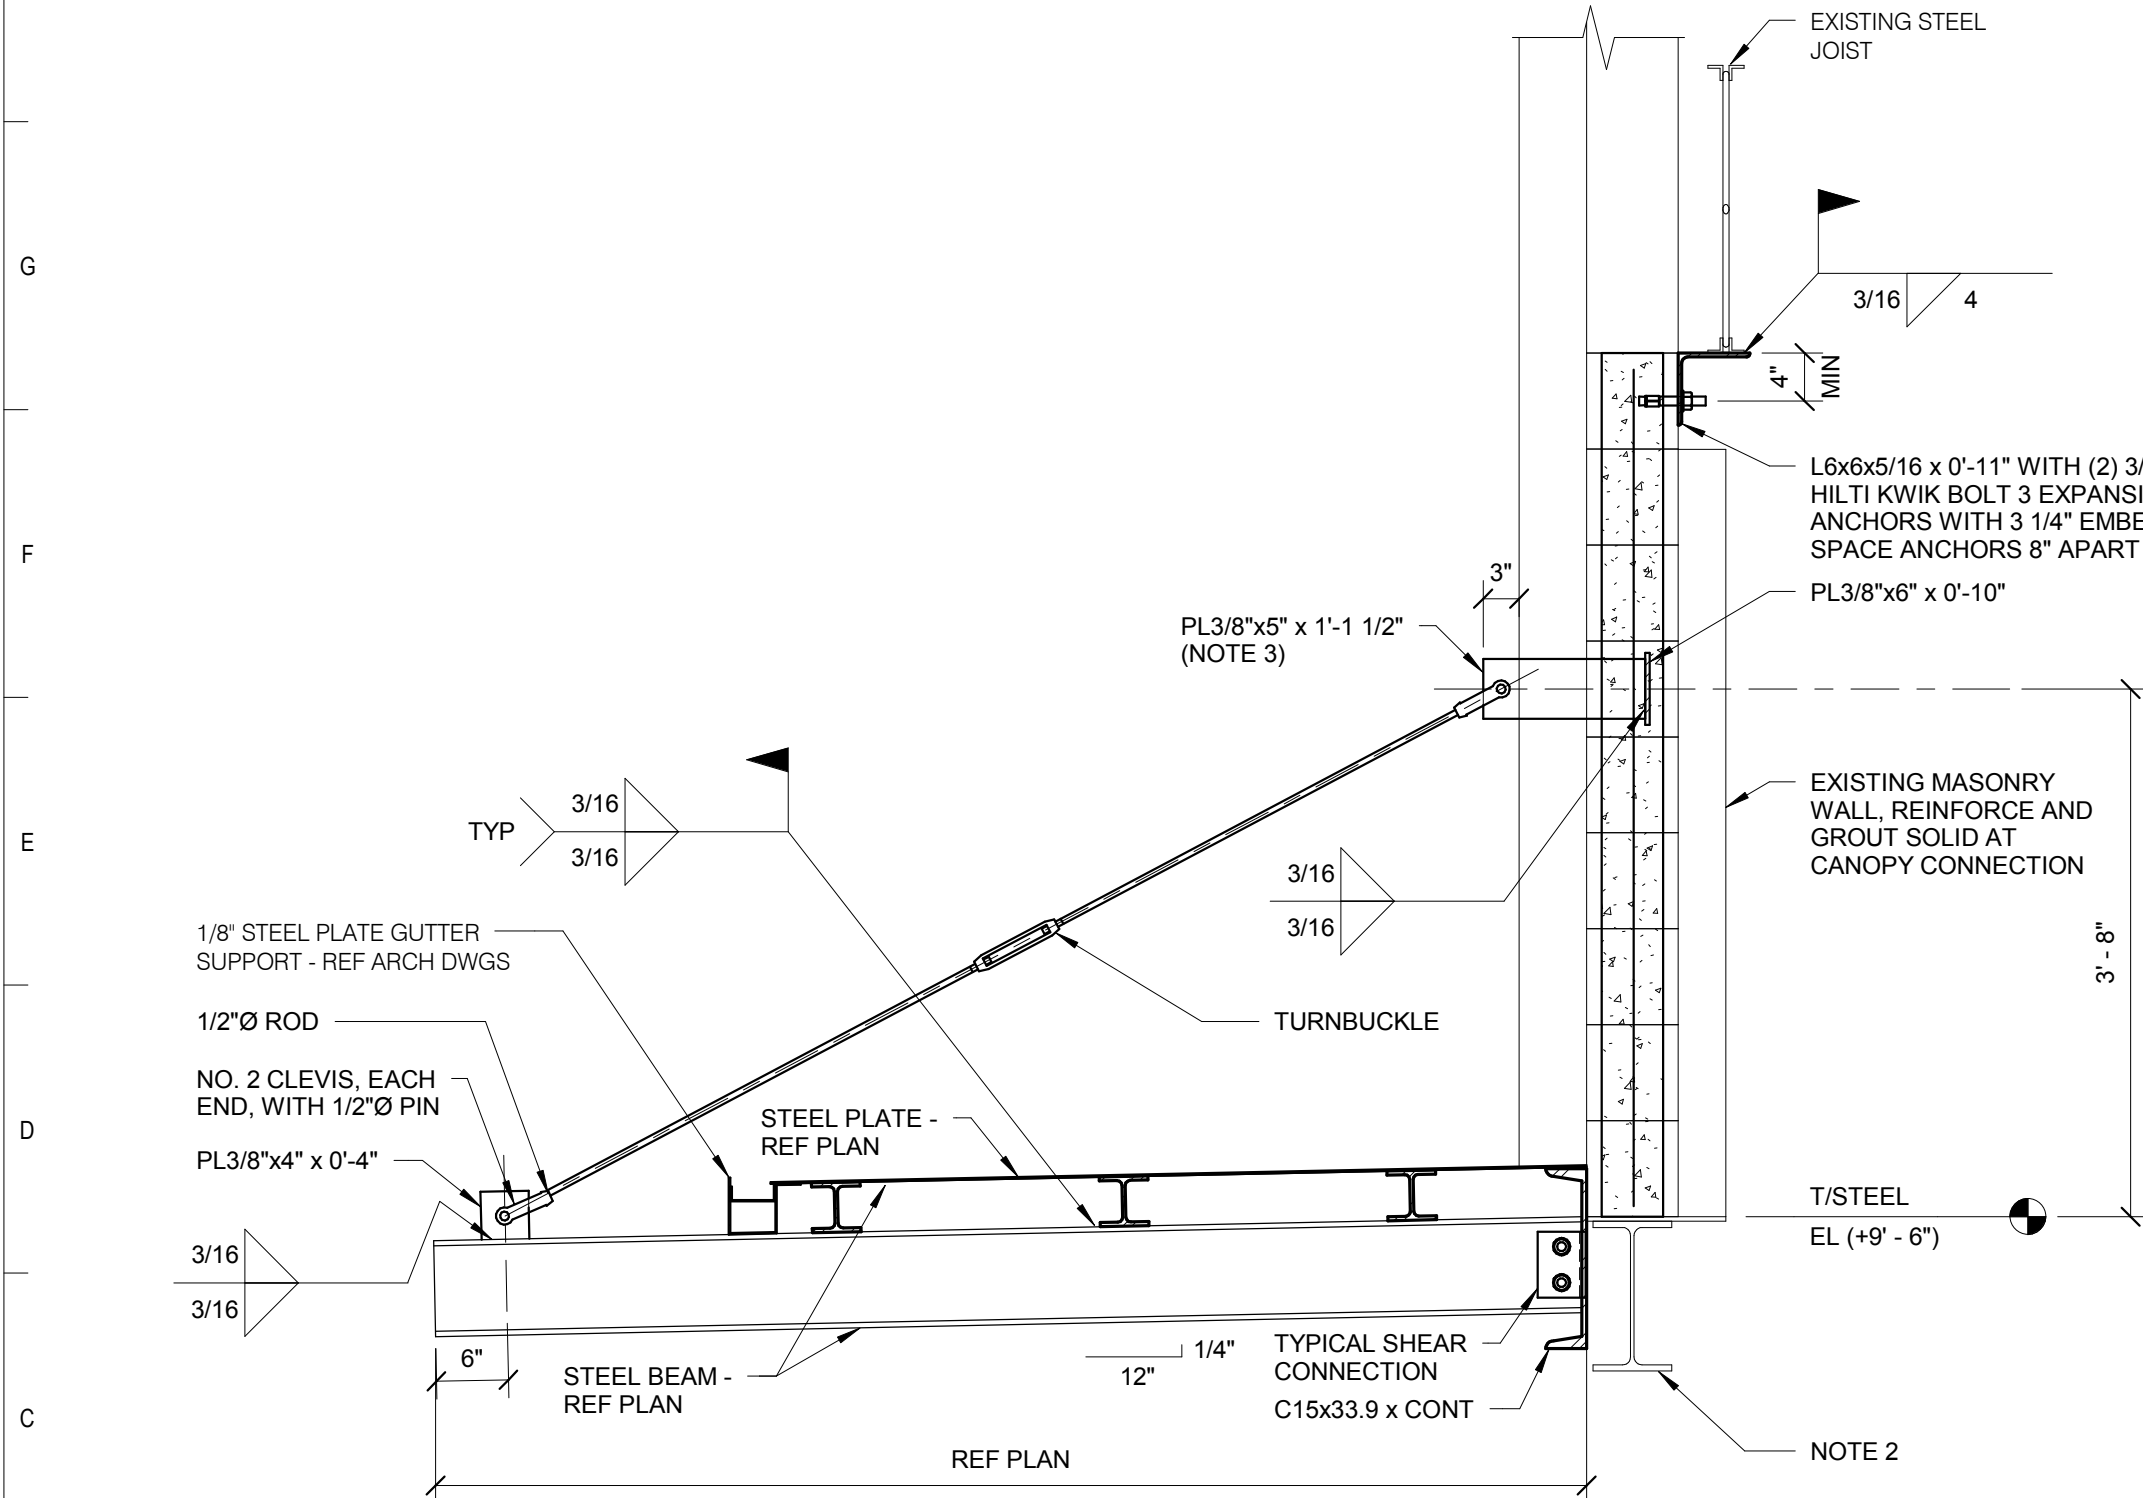 EXISTING STEEL
JOIST
G
3/16
4
4"
MIN
L6x6x5/16 x 0'-11" WITH (2) 3/
HILTI KWIK BOLT 3
ANCHORS WITH 3 1/4"
SPACE ANCHORS 8" APART
F
3"
PL3/8"x6" x 0'-10"
PL3/8"x5" x 1'-1 1/2"
(NOTE 3)
EXISTING MASONRY
WALL, REINFORCE AND
GROUT SOLID AT
CANOPY CONNECTION
E
TYP
3/16
3/16
3/16
3/16
3' - 8"
1/8" STEEL PLATE GUTTER
SUPPORT - REF ARCH DWGS
1/2"Ø ROD
TURNBUCKLE
NO. 2 CLEVIS, EACH
END, WITH 1/2"Ø PIN
D
STEEL PLATE -
REF PLAN
PL3/8"x4" x 0'-4"
T/STEEL
EL (+9' - 6")
3/16
3/16
6"
STEEL BEAM -
REF PLAN
1/4"
12"
TYPICAL SHEAR
CONNECTION
C15x33.9 x CONT
C
REF PLAN
NOTE 2